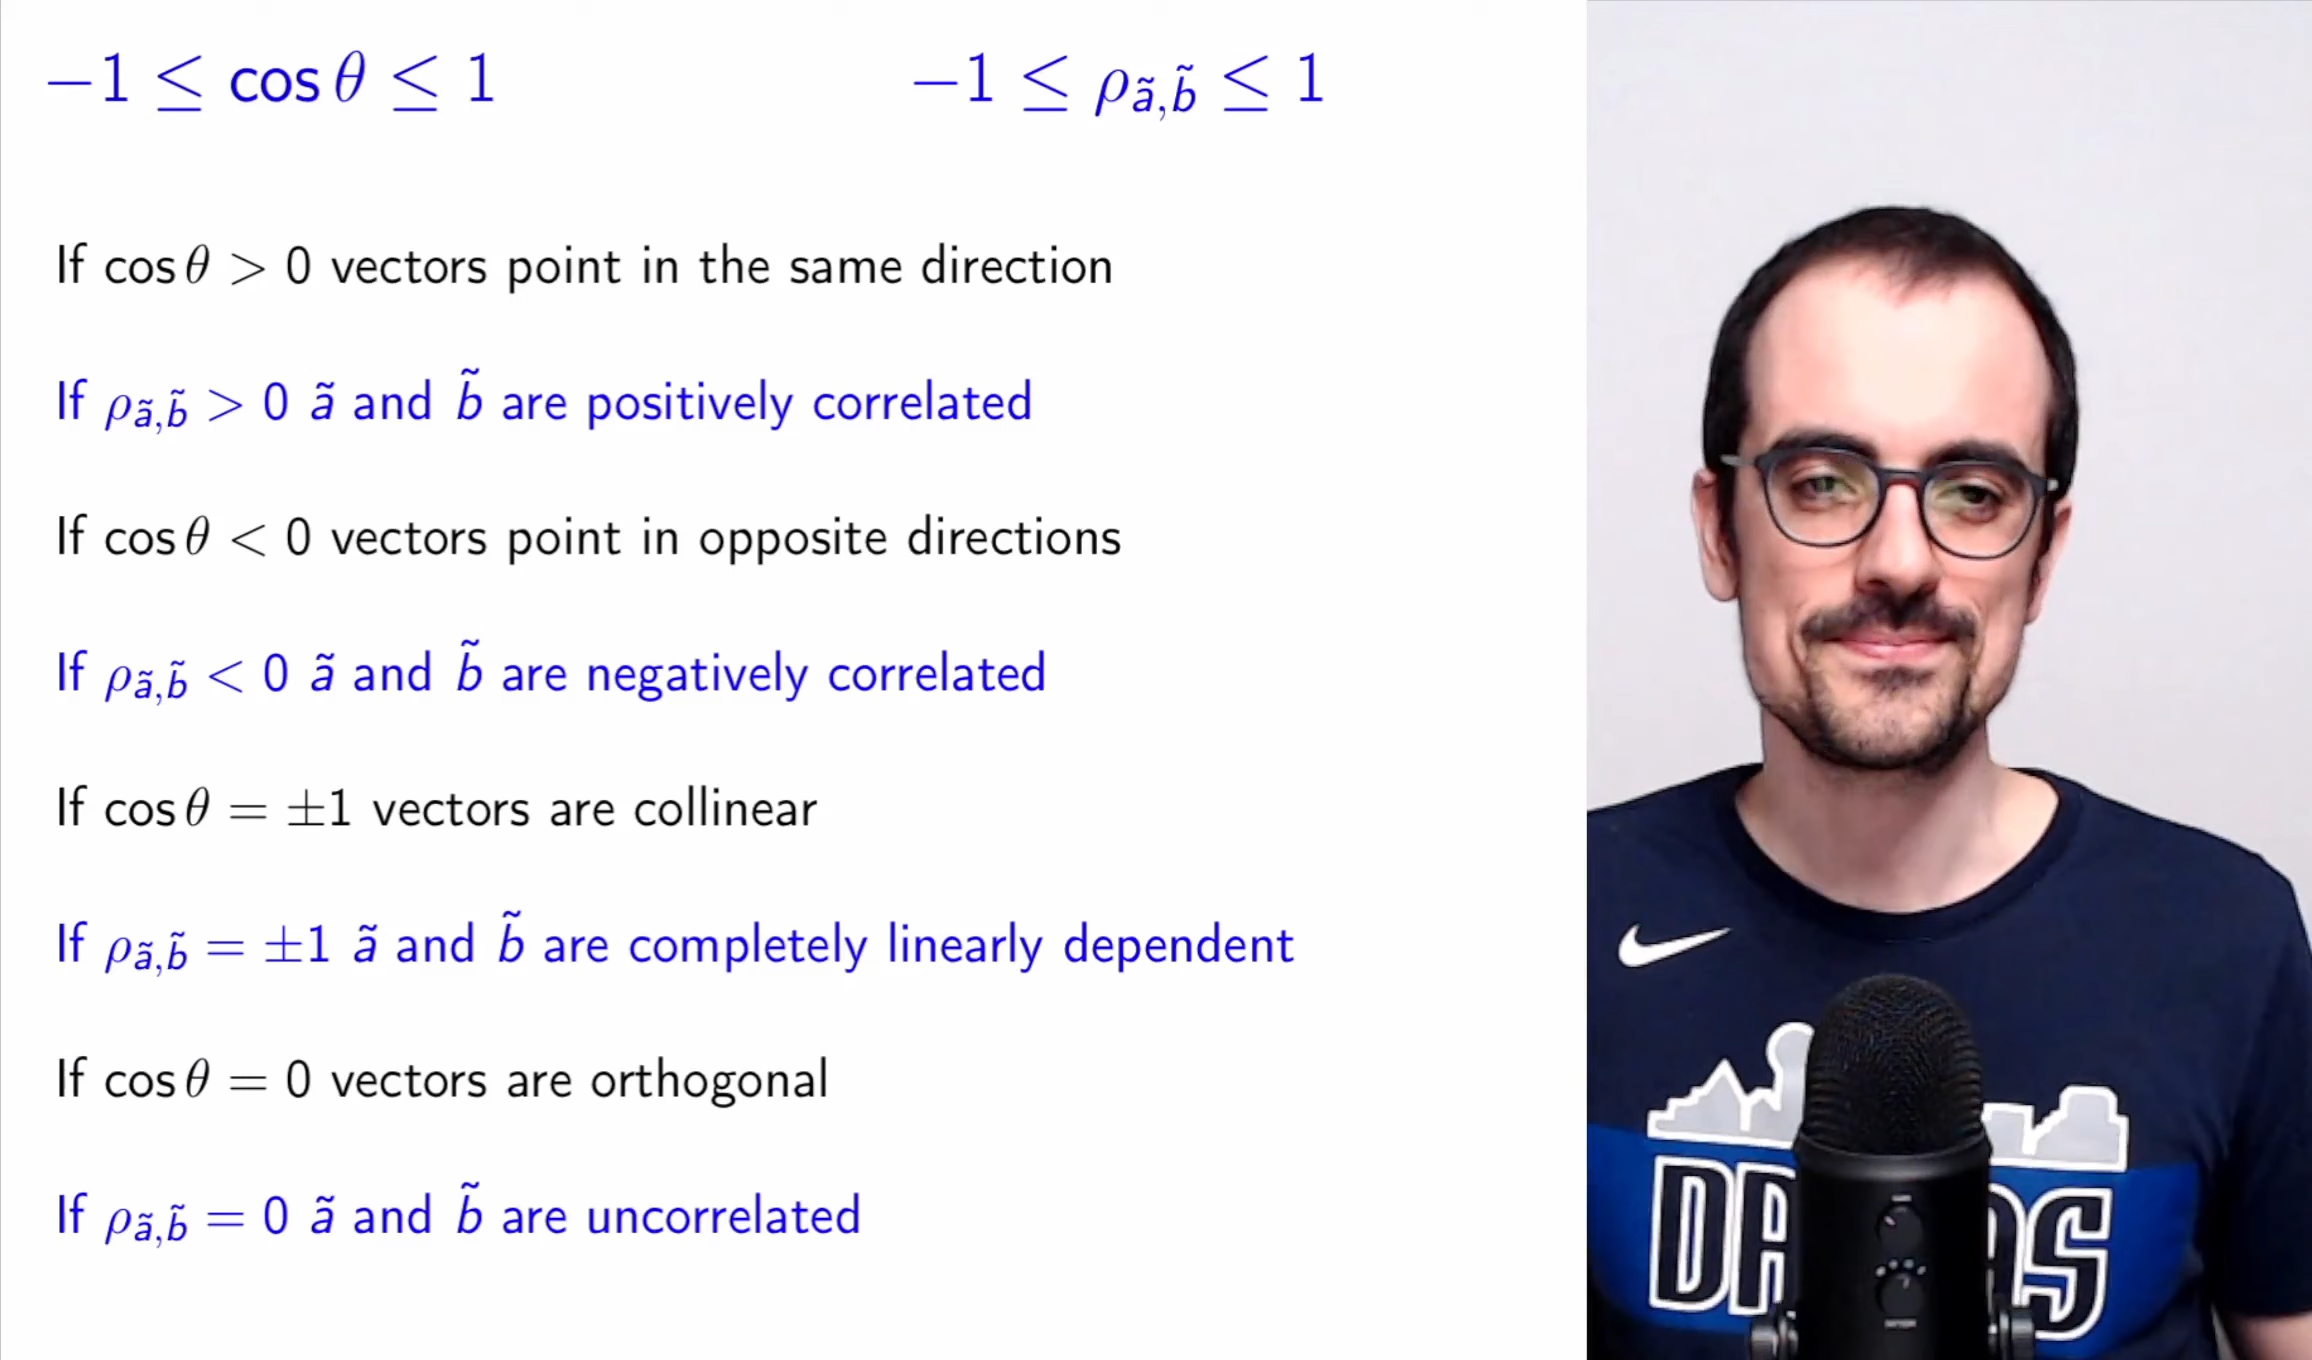 −1 ≤ cos θ ≤ 1
−1 ≤ ρ_{ã,b̃} ≤ 1
If cos θ > 0 vectors point in the same direction
If ρ_{ã,b̃} > 0 ã and b̃ are positively correlated
If cos θ < 0 vectors point in opposite directions
If ρ_{ã,b̃} < 0 ã and b̃ are negatively correlated
If cos θ = ±1 vectors are collinear
If ρ_{ã,b̃} = ±1 ã and b̃ are completely linearly dependent
If cos θ = 0 vectors are orthogonal
If ρ_{ã,b̃} = 0 ã and b̃ are uncorrelated